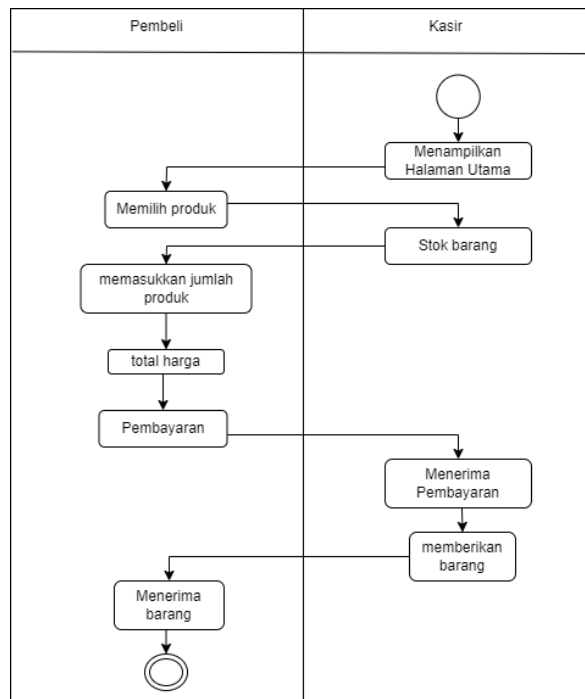 Pembeli
Kasir
Menampilkan
Halaman Utama
Memilih produk
Stok barang
memasukkan jumlah
produk
total harga
Pembayaran
Menerima
Pembayaran
memberikan
barang
Menerima
barang